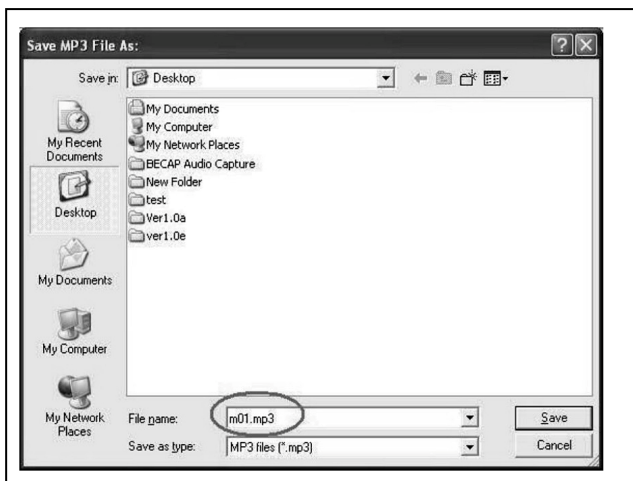 Save MP3 File As:
Save in:
Desktop
My Recent
Documents
Desktop
My Documents
My Computer
My Network
Places
My Documents
My Computer
My Network Places
BECAP Audio Capture
New Folder
test
Ver1.0a
ver1.0e
File name:
m01.mp3
Save
Save as type:
MP3 files (*.mp3)
Cancel